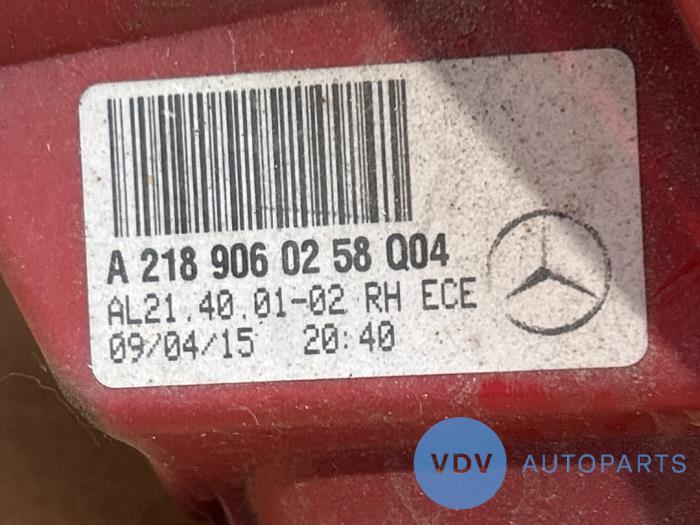 A 218 906 02 58 Q04
AL21.40.01-02 RH ECE
09/04/15 20:40
VDV AUTOPARTS